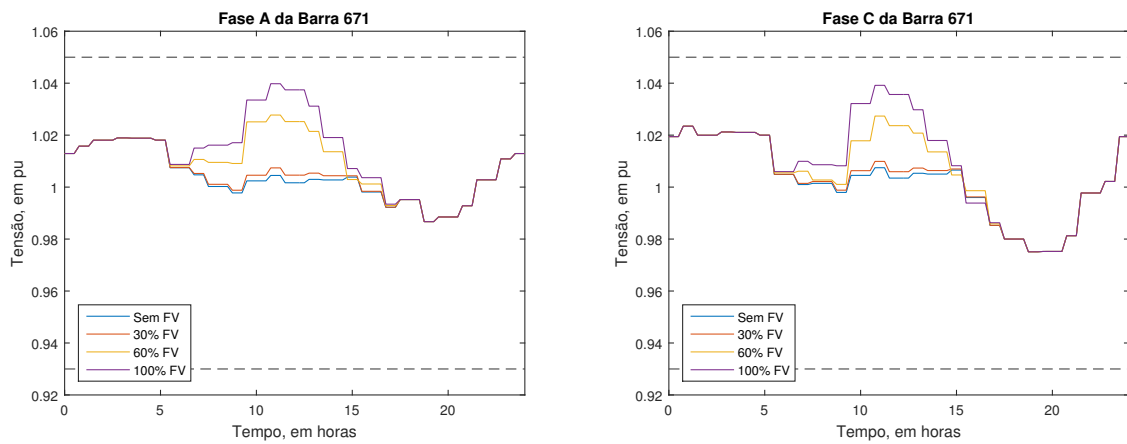 Fase A da Barra 671
1.06
1.04
1.02
1
0.98
0.96
0.94
0.92
Tensão, em pu
Sem FV
30% FV
60% FV
100% FV
0
5
10
15
20
Tempo, em horas
Fase C da Barra 671
1.06
1.04
1.02
1
0.98
0.96
0.94
0.92
Tensão, em pu
Sem FV
30% FV
60% FV
100% FV
0
5
10
15
20
Tempo, em horas